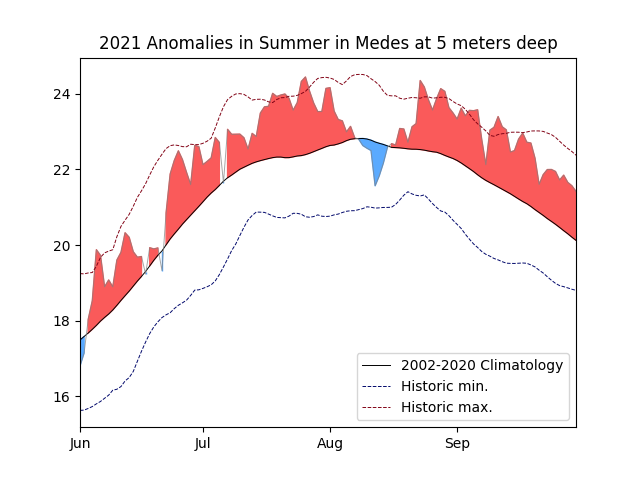 2021 Anomalies in Summer in Medes at 5 meters deep
24
22
20
18
16
Jun Jul Aug Sep
2002-2020 Climatology
Historic min.
Historic max.